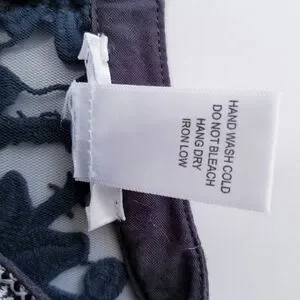 HAND WASH COLD
DO NOT BLEACH
HANG DRY
IRON LOW